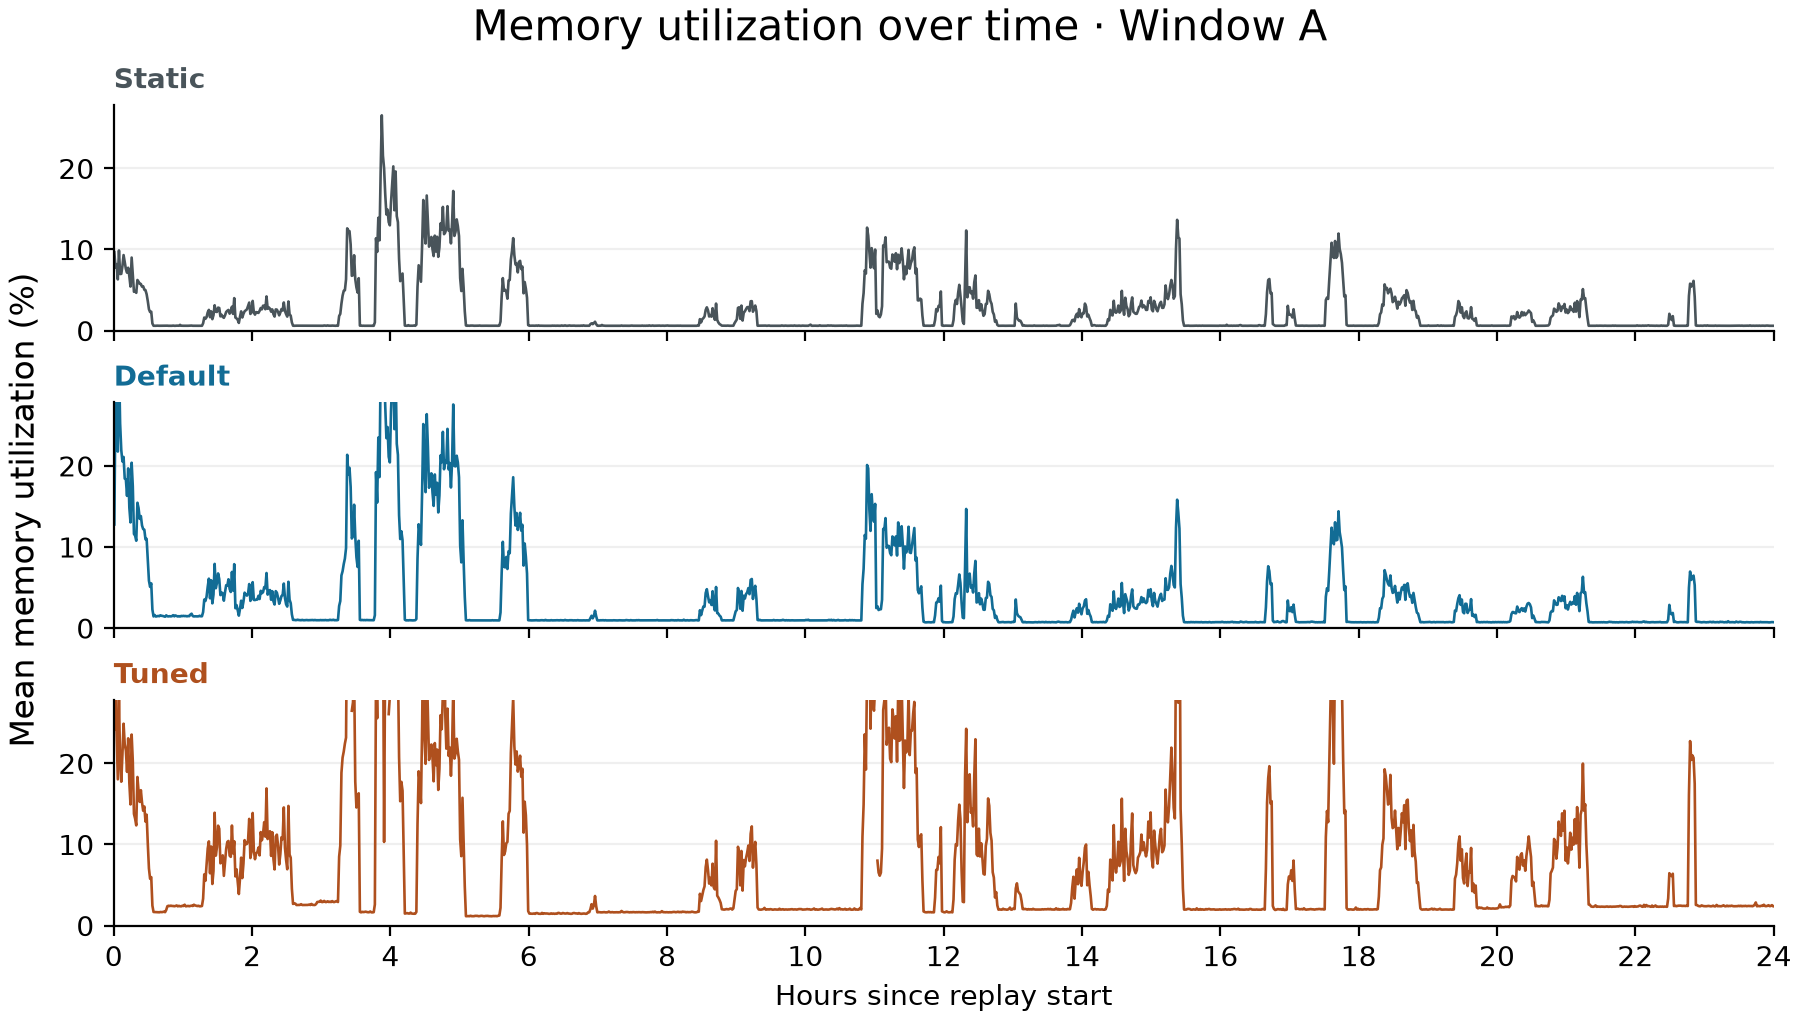 Memory utilization over time · Window A
Static
20
10
0
Default
20
10
0
Tuned
20
10
0
Mean memory utilization (%)
0 2 4 6 8 10 12 14 16 18 20 22 24
Hours since replay start